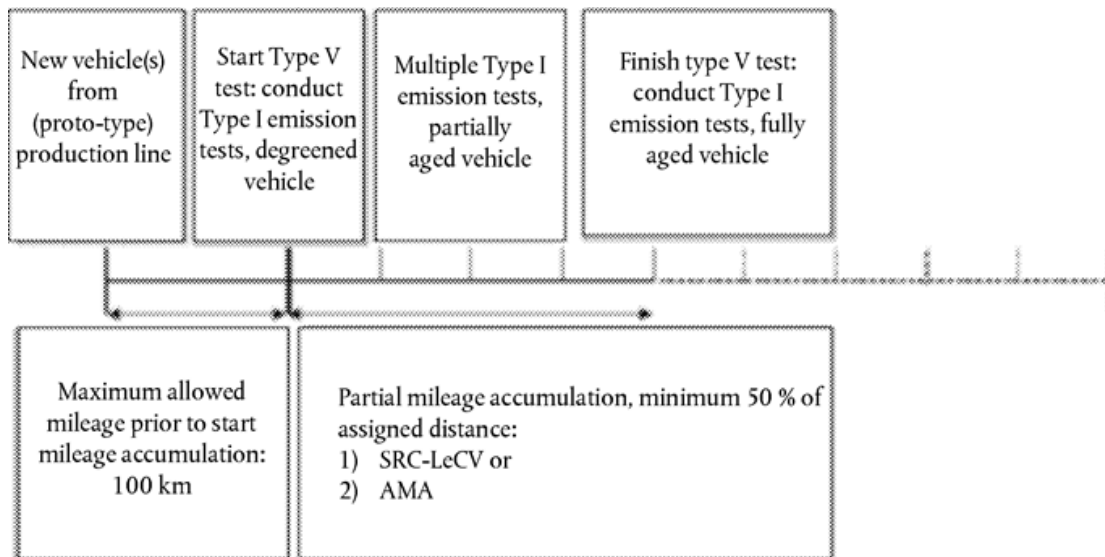 New vehicle(s)
from
(proto-type)
production line
Start Type V
test: conduct
Type I emission
tests, degreened
vehicle
Multiple Type I
emission tests,
partially
aged vehicle
Finish type V test:
conduct Type I
emission tests, fully
aged vehicle
Maximum allowed
mileage prior to start
mileage accumulation:
100 km
Partial mileage accumulation, minimum 50 % of
assigned distance:
1) SRC-LeCV or
2) AMA